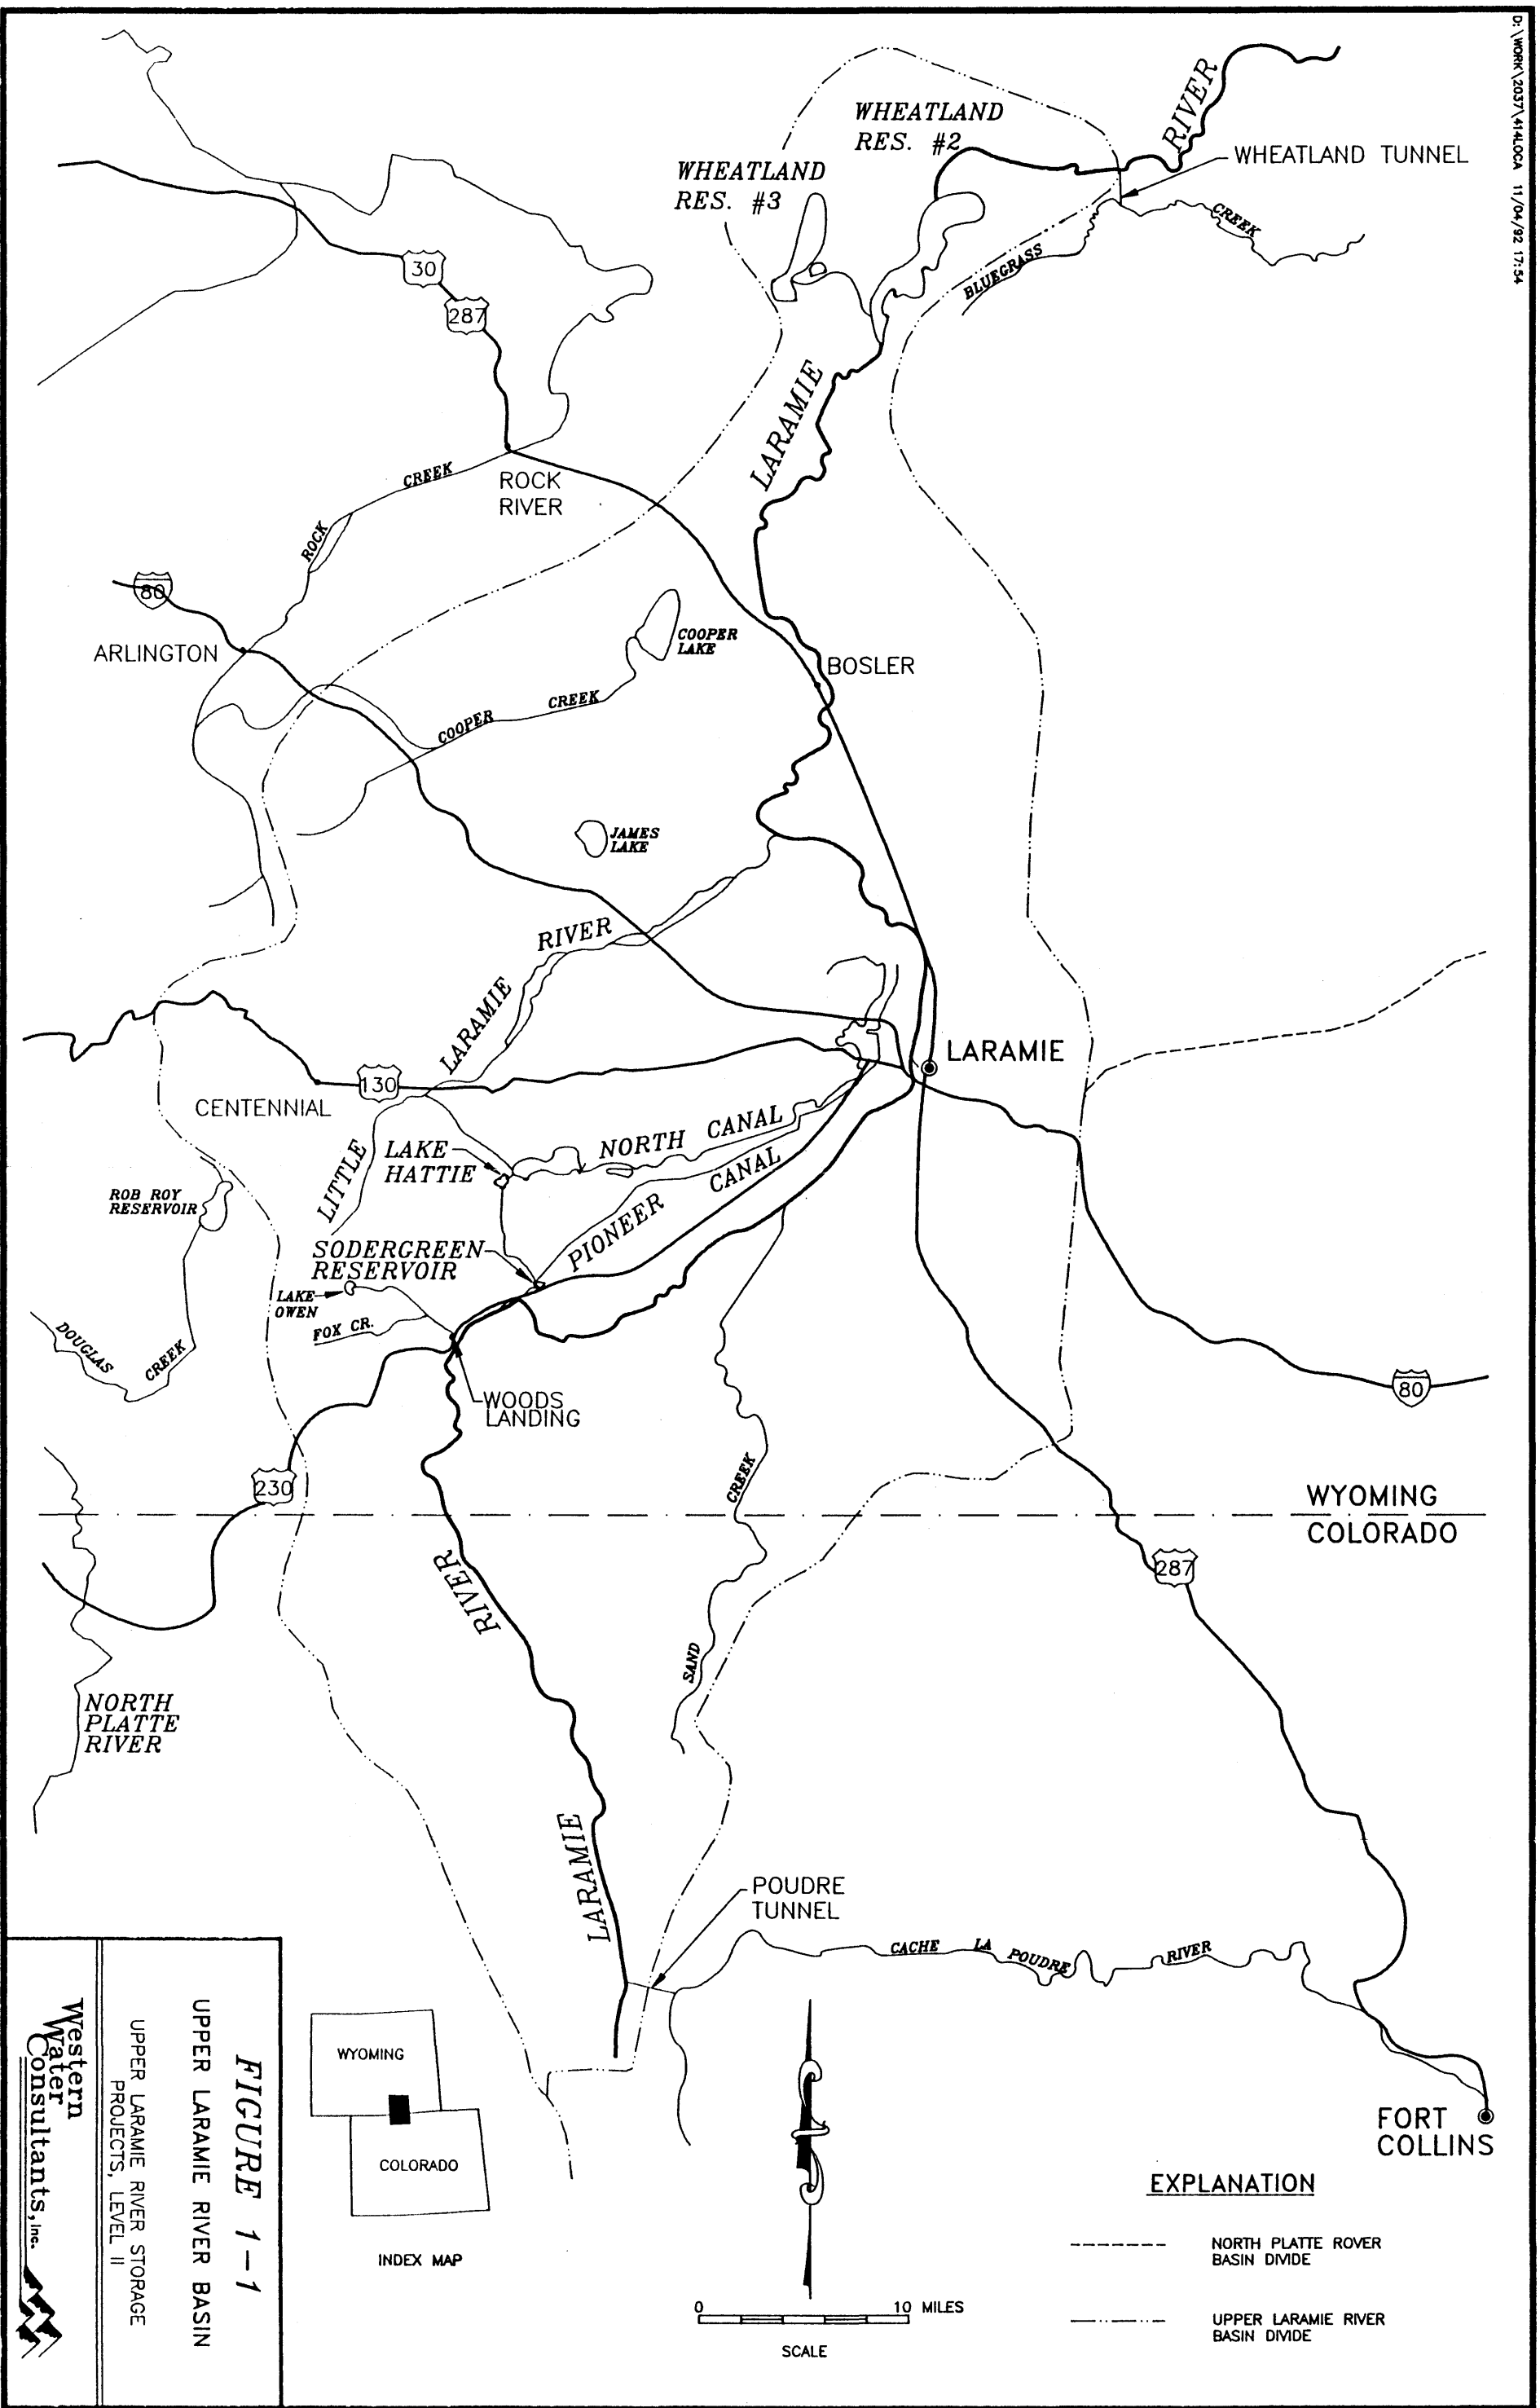 D:\WORK\2037\414LOCA 11/04/92 17:54
RIVER
WHEATLAND
RES. #2
WHEATLAND TUNNEL
WHEATLAND
RES. #3
CREEK
BLUEGRASS
30
287
LARAMIE
CREEK
ROCK
RIVER
ROCK
80
ARLINGTON
COOPER
LAKE
BOSLER
CREEK
COOPER
JAMES
LAKE
RIVER
LARAMIE
LARAMIE
130
CENTENNIAL
NORTH CANAL
LAKE
HATTIE
LITTLE
CANAL
PIONEER
ROB ROY
RESERVOIR
SODERGREEN
RESERVOIR
LAKE
OWEN
FOX CR.
DOUGLAS
CREEK
WOODS
LANDING
80
CREEK
230
WYOMING
COLORADO
287
RIVER
SAND
NORTH
PLATTE
RIVER
LARAMIE
POUDRE
TUNNEL
CACHE LA POUDRE RIVER
FORT
COLLINS
WYOMING
COLORADO
INDEX MAP
EXPLANATION
NORTH PLATTE ROVER
BASIN DIVIDE
UPPER LARAMIE RIVER
BASIN DIVIDE
0 10 MILES
SCALE
FIGURE 1-1
UPPER LARAMIE RIVER BASIN
UPPER LARAMIE RIVER STORAGE
PROJECTS, LEVEL II
Western
Water
Consultants, Inc.